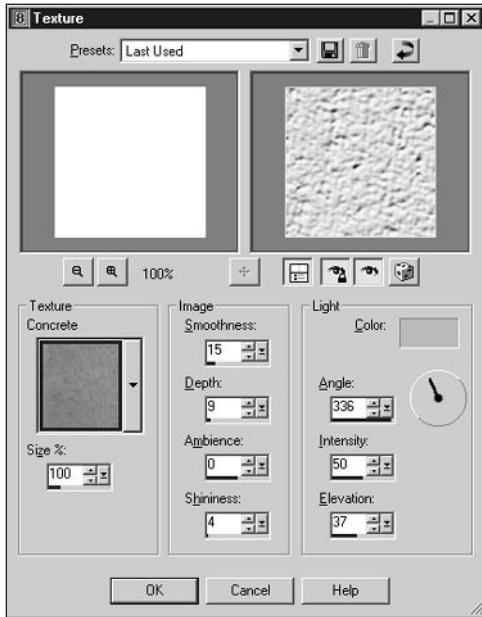 8 Texture
Presets: Last Used
100%
Texture
Concrete
Size %:
100
Image
Smoothness:
15
Depth:
9
Ambience:
0
Shininess:
4
Light
Color:
Angle:
336
Intensity:
50
Elevation:
37
OK Cancel Help